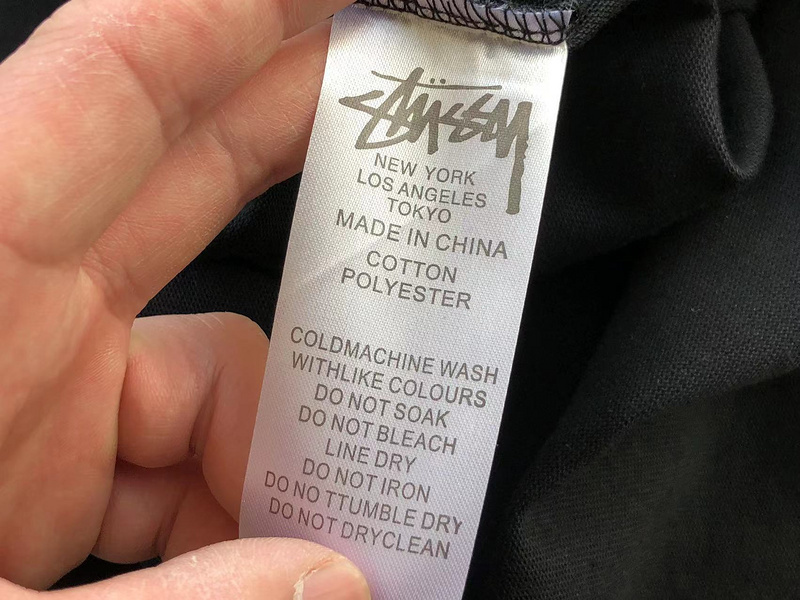 STÜSSY
NEW YORK
LOS ANGELES
TOKYO
MADE IN CHINA
COTTON
POLYESTER
COLDMACHINE WASH
WITHLIKE COLOURS
DO NOT SOAK
DO NOT BLEACH
LINE DRY
DO NOT IRON
DO NO TTUMBLE DRY
DO NOT DRYCLEAN